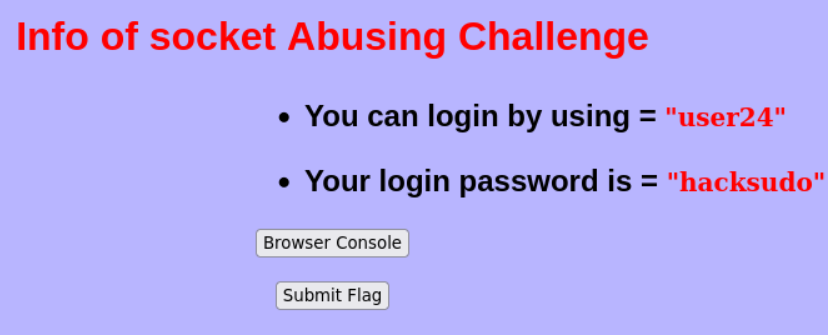 Info of socket Abusing Challenge
• You can login by using = "user24"
• Your login password is = "hacksudo"
Browser Console
Submit Flag